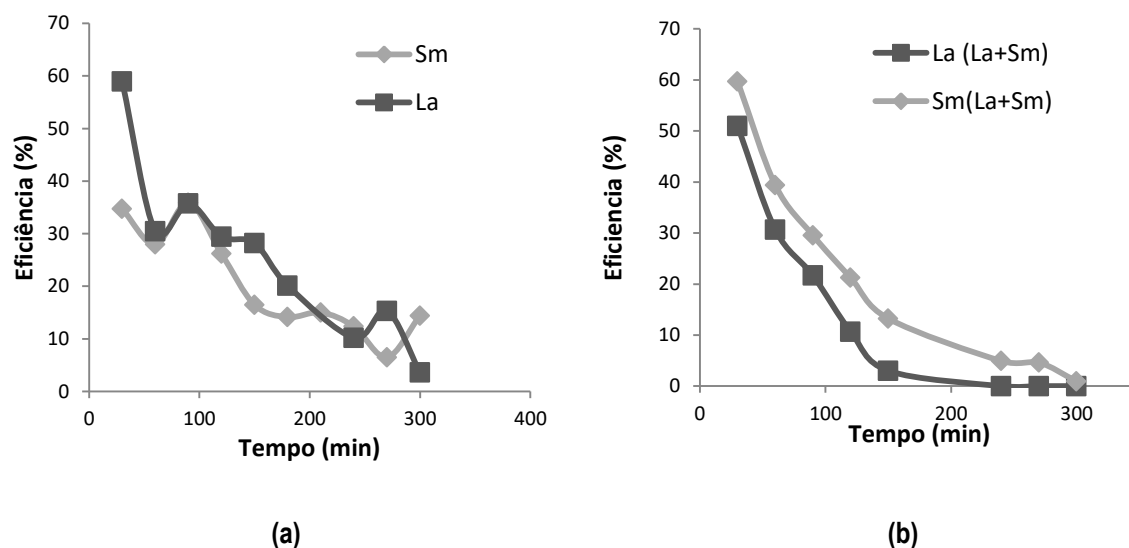 70
60
50
40
30
20
10
0
Eficiência (%)
Sm
La
0 100 200 300 400
Tempo (min)
(a)
70
60
50
40
30
20
10
0
Eficiencia (%)
La (La+Sm)
Sm(La+Sm)
0 100 200 300
Tempo (min)
(b)